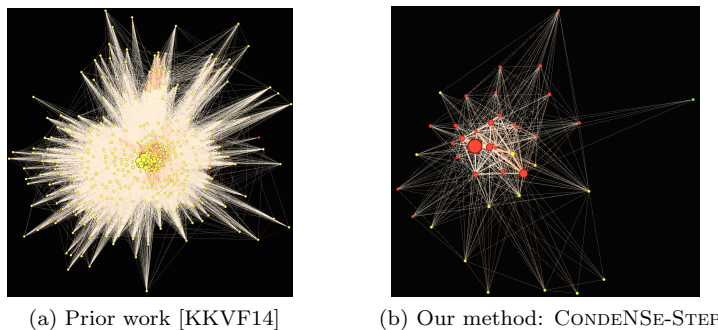 (a) Prior work [KKVF14]
(b) Our method: CONDENSE-STEP